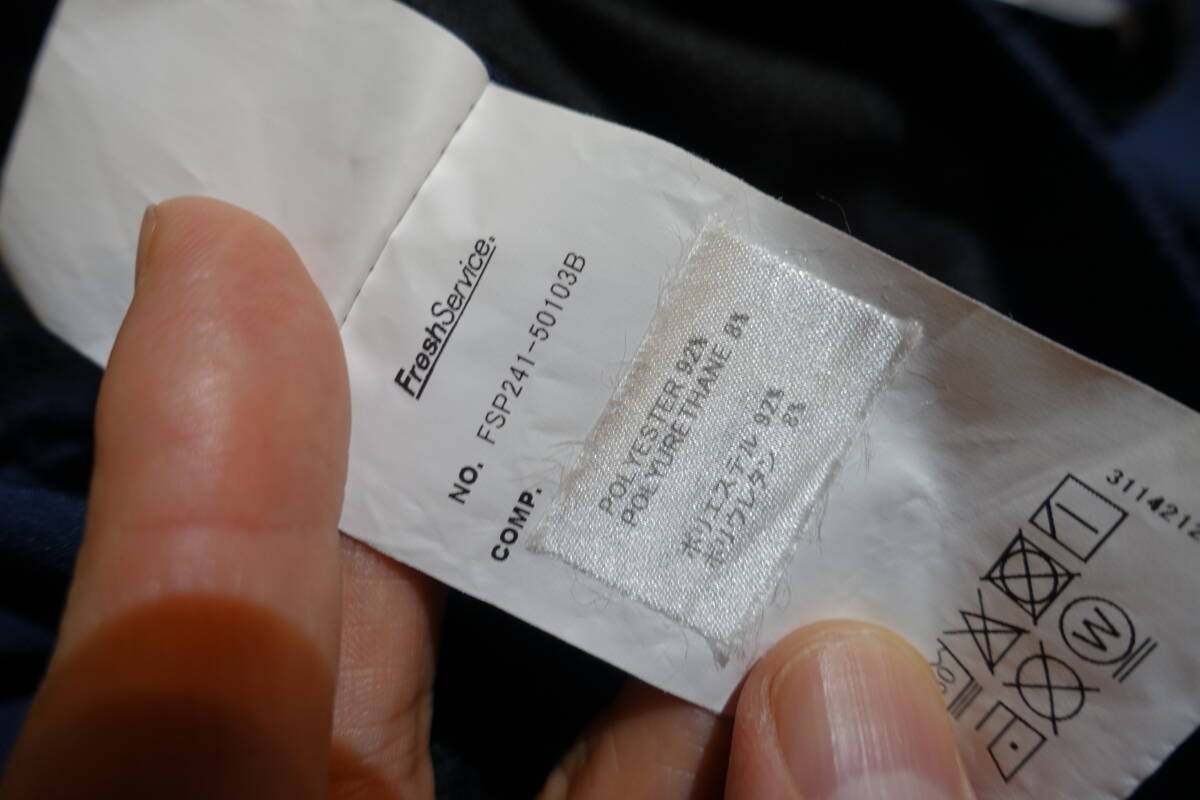 FreshService.
NO. FSP241-50103B
COMP.
POLYESTER 92%
POLYURETHANE 8%
ポリエステル 92%
ポリウレタン 8%
3114212
W